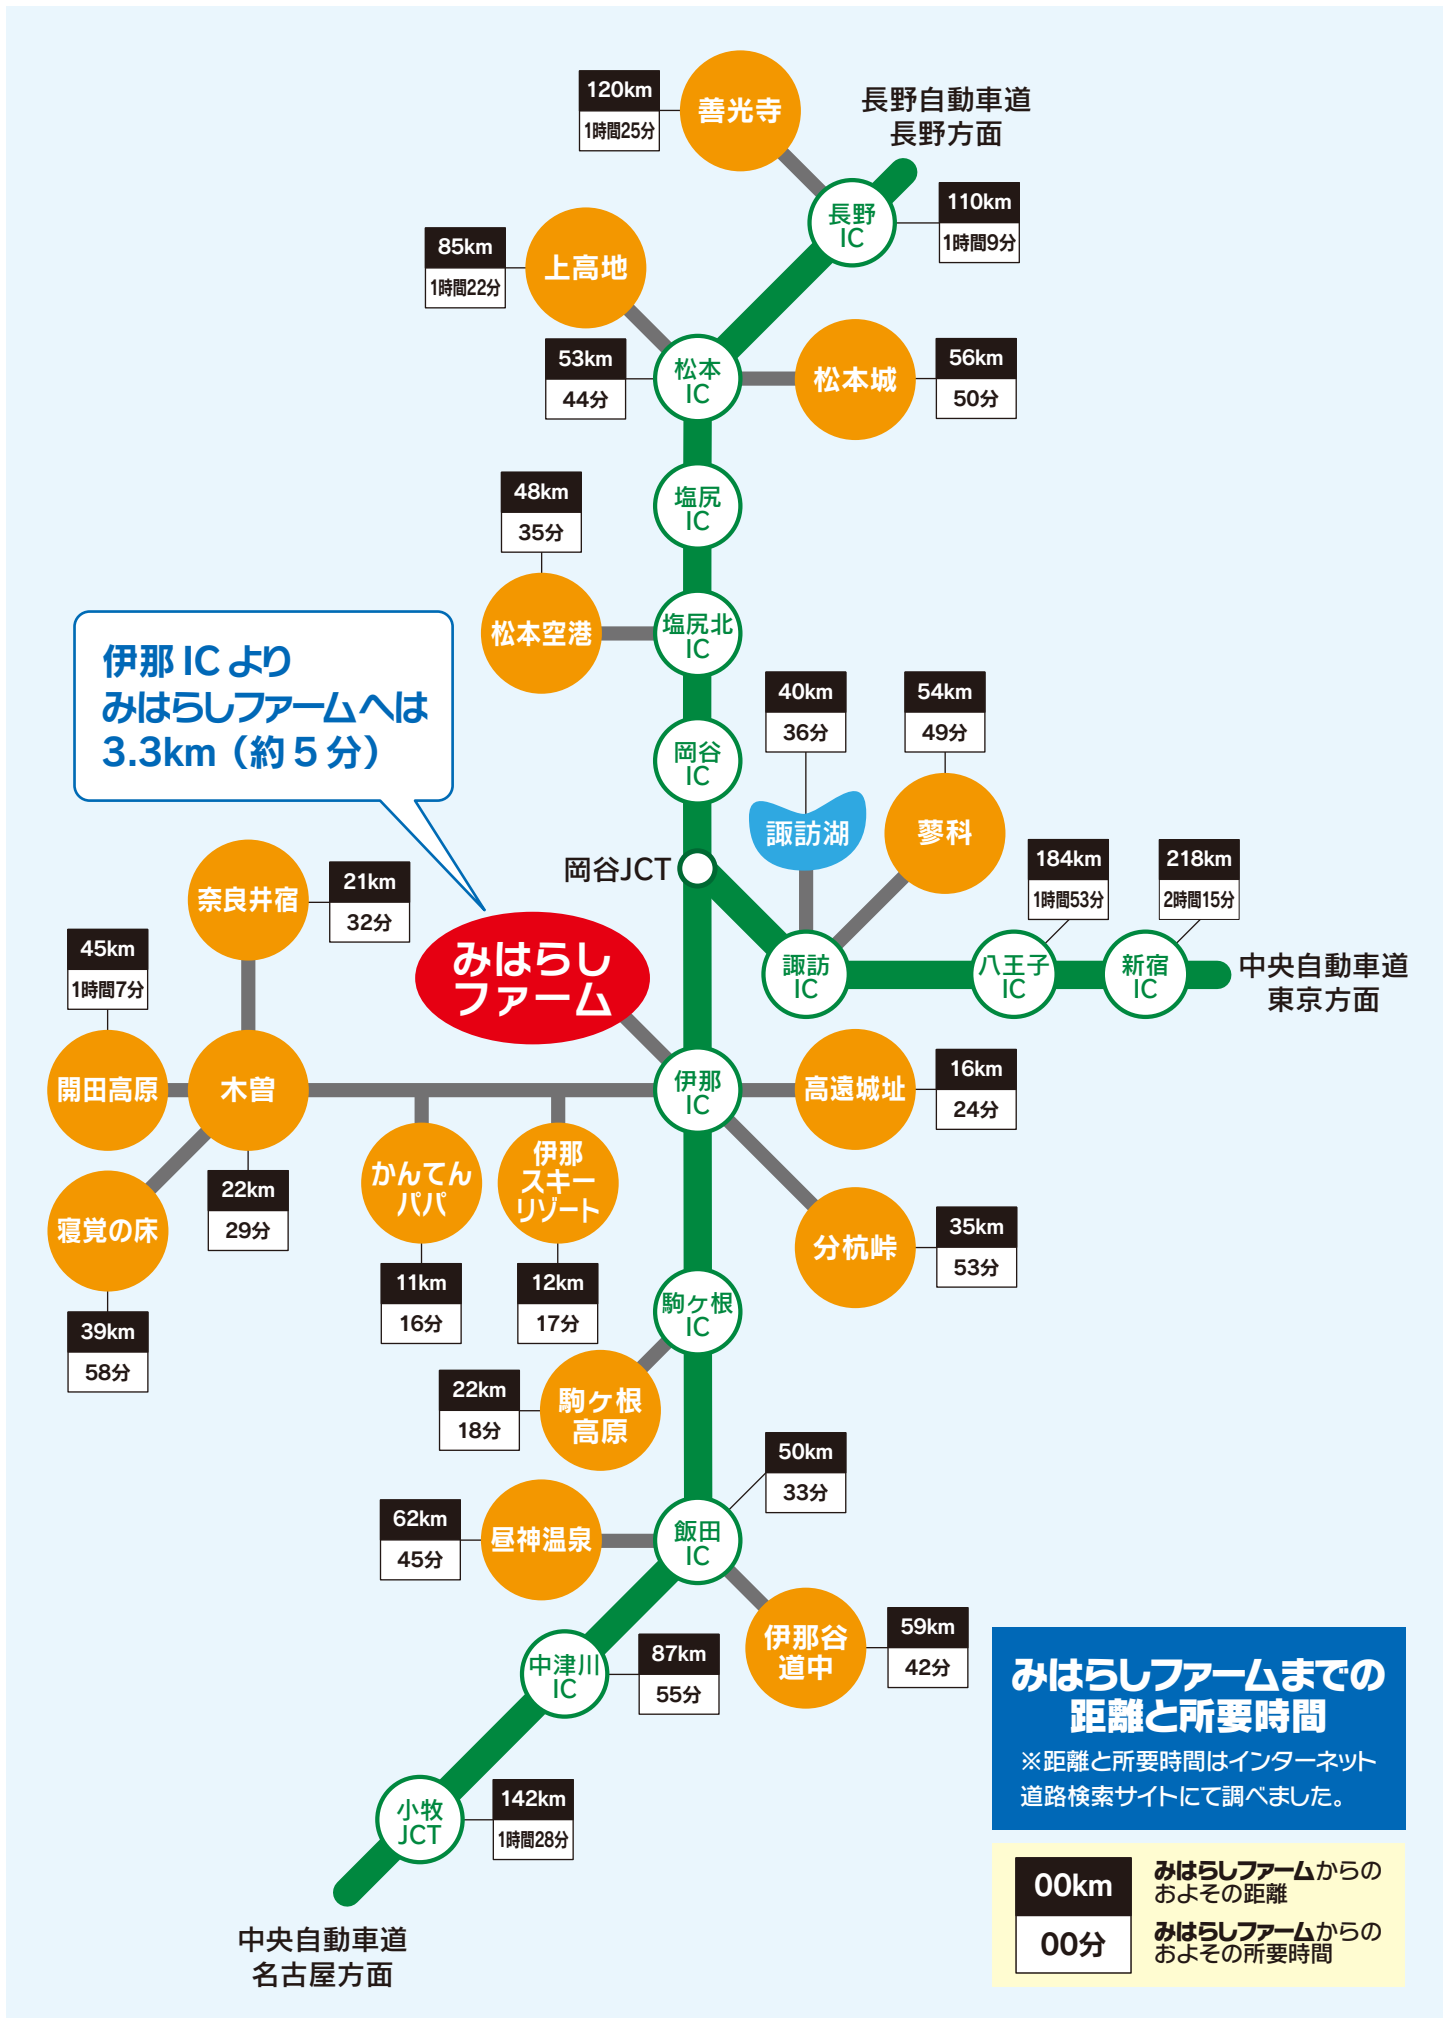 120km
1時間25分
善光寺
長野自動車道
長野方面
長野
IC
110km
1時間9分
85km
1時間22分
上高地
53km
44分
松本
IC
松本城
56km
50分
塩尻
IC
48km
35分
松本空港
塩尻北
IC
伊那ICより
みはらしファームへは
3.3km（約5分）
岡谷
IC
40km
36分
諏訪湖
54km
49分
蓼科
岡谷JCT
184km
1時間53分
218km
2時間15分
諏訪
IC
八王子
IC
新宿
IC
中央自動車道
東京方面
奈良井宿
21km
32分
みはらし
ファーム
45km
1時間7分
開田高原
木曽
22km
29分
寝覚の床
39km
58分
かんてん
パパ
11km
16分
伊那
スキー
リゾート
12km
17分
伊那
IC
高遠城址
16km
24分
分杭峠
35km
53分
駒ヶ根
IC
22km
18分
駒ヶ根
高原
50km
33分
62km
45分
昼神温泉
飯田
IC
伊那谷
道中
59km
42分
中津川
IC
87km
55分
小牧
JCT
142km
1時間28分
中央自動車道
名古屋方面
みはらしファームまでの
距離と所要時間
※距離と所要時間はインターネット
道路検索サイトにて調べました。
00km
みはらしファームからの
おおよその距離
00分
みはらしファームからの
おおよその所要時間